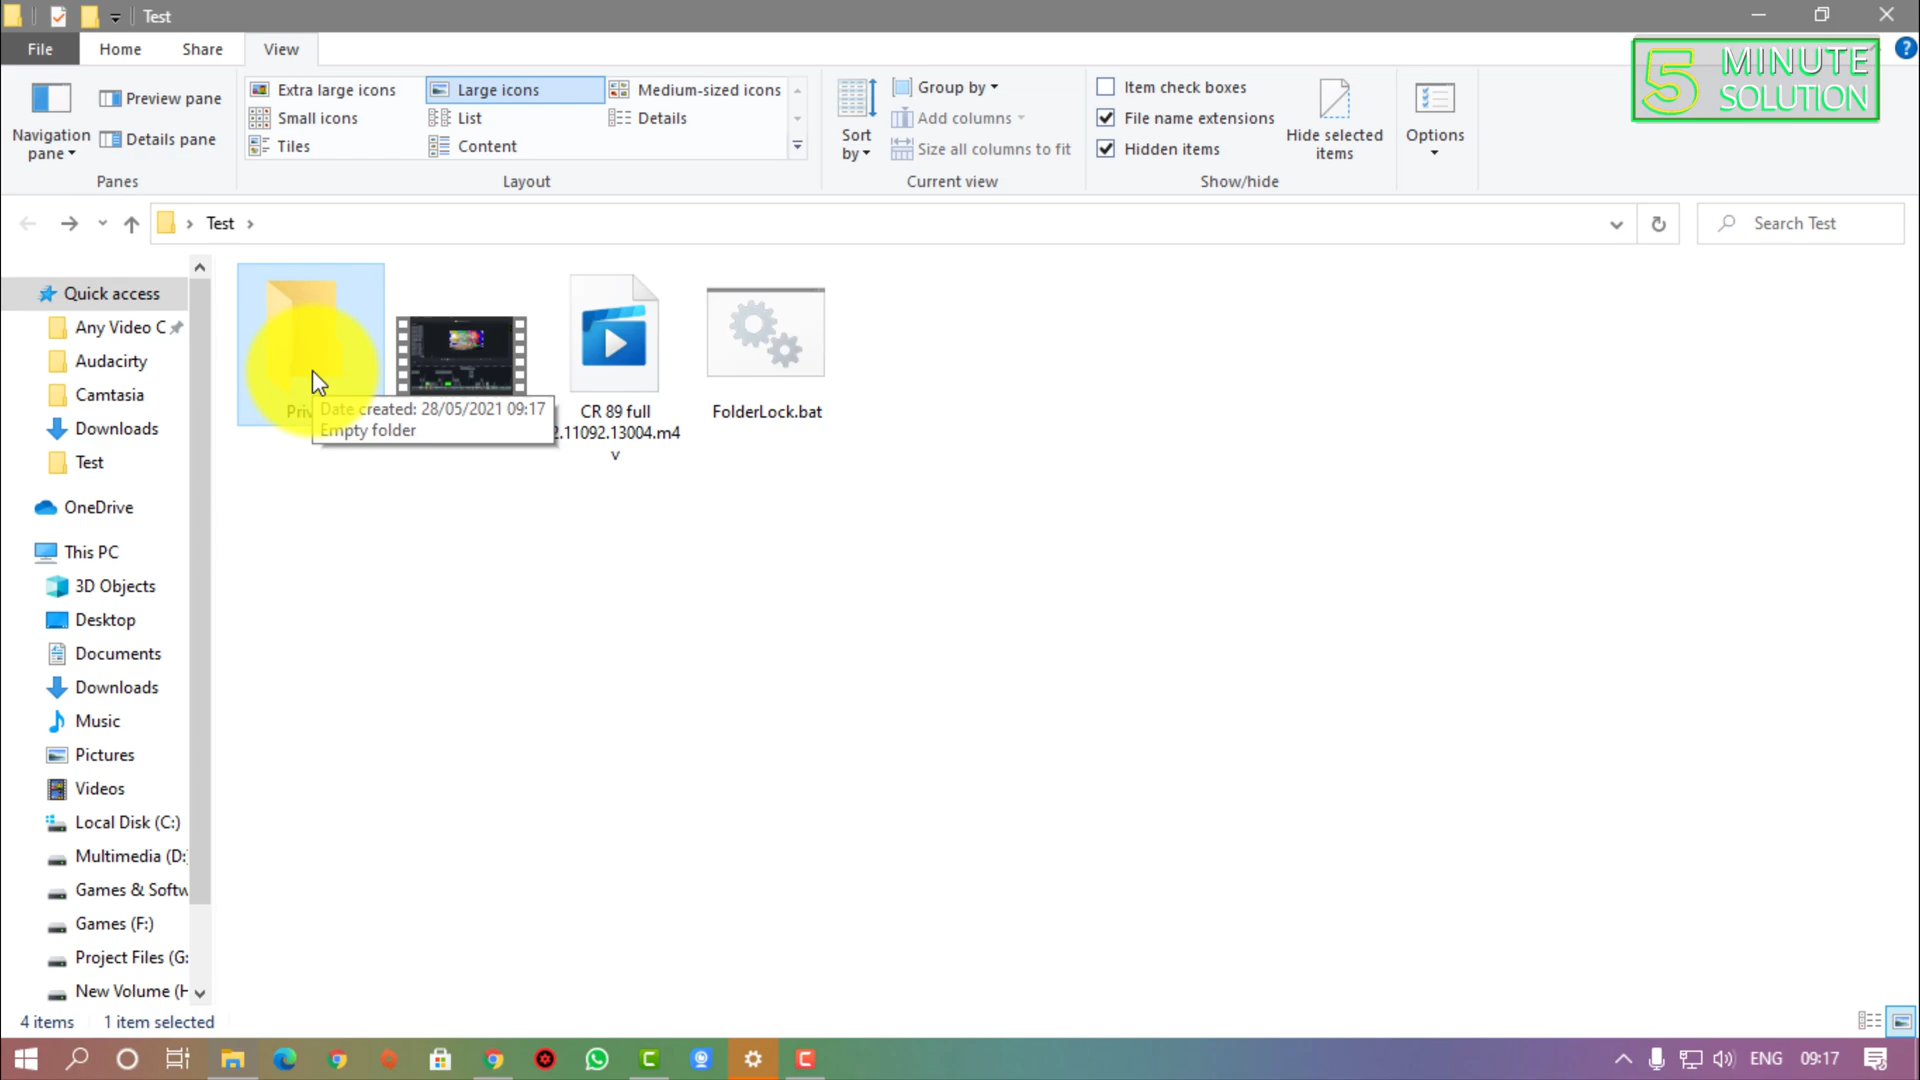 Test
File
Home
Share
View
?
5 MINUTE
SOLUTION
Navigation
pane
Preview pane
Details pane
Panes
Extra large icons
Large icons
Medium-sized icons
Small icons
List
Details
Tiles
Content
Layout
Sort
by
Group by
Add columns
Size all columns to fit
Current view
Item check boxes
File name extensions
Hidden items
Hide selected
items
Show/hide
Options
Test
Search Test
Quick access
Any Video C
Audacirty
Camtasia
Downloads
Test
OneDrive
This PC
3D Objects
Desktop
Documents
Downloads
Music
Pictures
Videos
Local Disk (C:)
Multimedia (D:
Games & Softw
Games (F:)
Project Files (G:
New Volume (H
Priv
Date created: 28/05/2021 09:17
Empty folder
CR 89 full
2.11092.13004.m4
v
FolderLock.bat
4 items
1 item selected
ENG
09:17